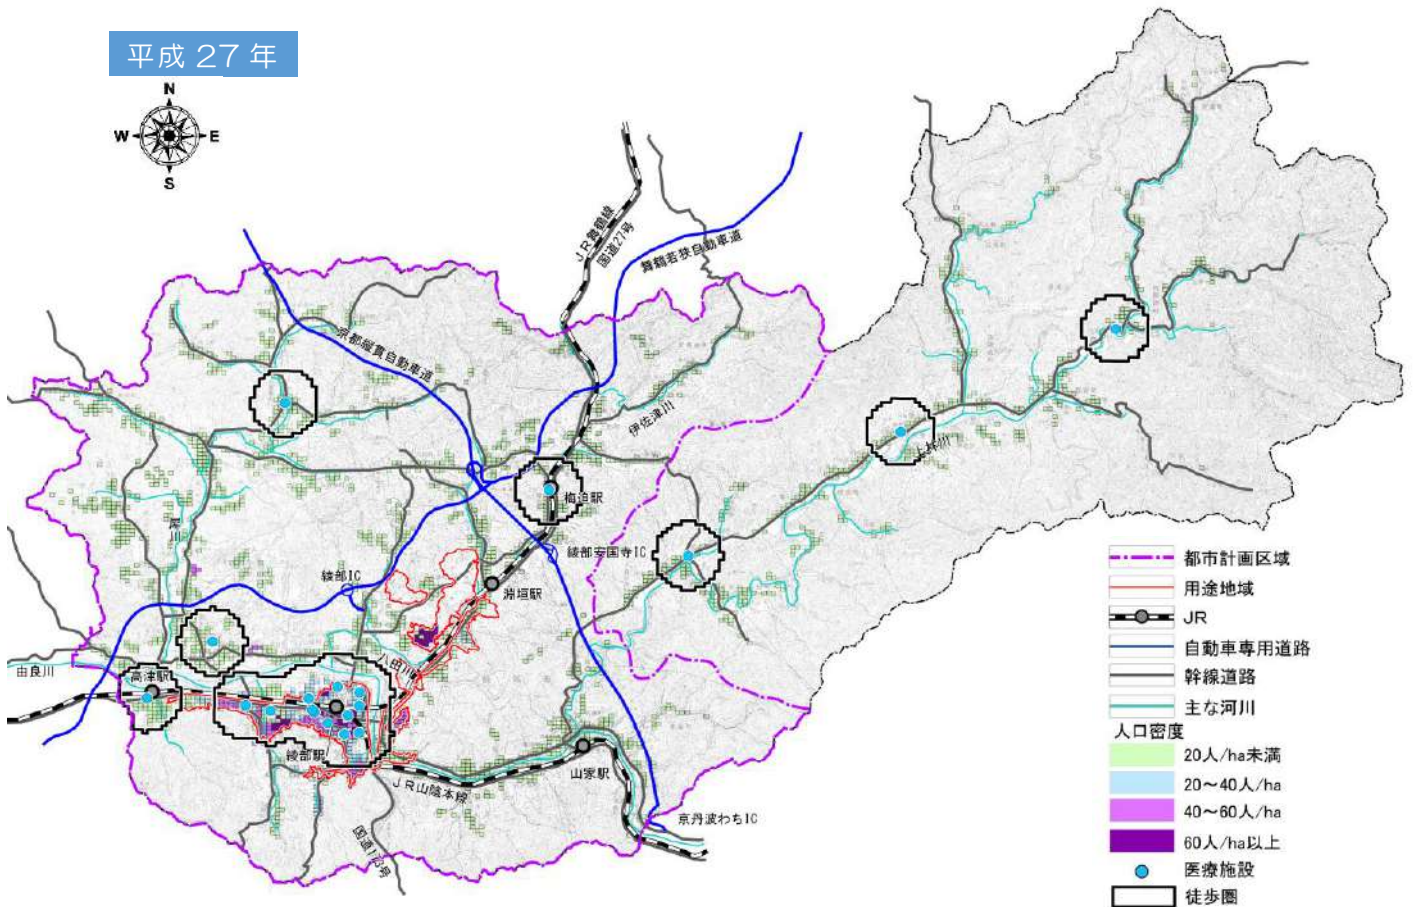 平成 27 年
N
W
E
S
JR舞鶴線
国道27号
舞鶴若狭自動車道
京都縦貫自動車道
伊佐津川
上林川
梅迫駅
綾部安国寺IC
綾部IC
淵垣駅
八田川
由良川
高津駅
綾部駅
JR山陰本線
山家駅
京丹波わちIC
国道173号
都市計画区域
用途地域
JR
自動車専用道路
幹線道路
主な河川
人口密度
20人/ha未満
20～40人/ha
40～60人/ha
60人/ha以上
医療施設
徒歩圏